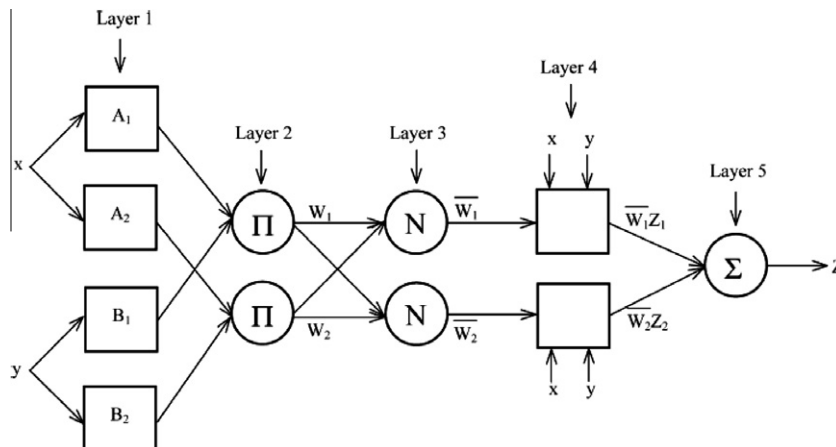 Layer 1
Layer 2
Layer 3
Layer 4
Layer 5
x
y
A₁
A₂
B₁
B₂
Π
Π
W₁
W₂
N
N
W̅₁
W̅₂
x y
x y
W̅₁Z₁
W̅₂Z₂
Σ
Z